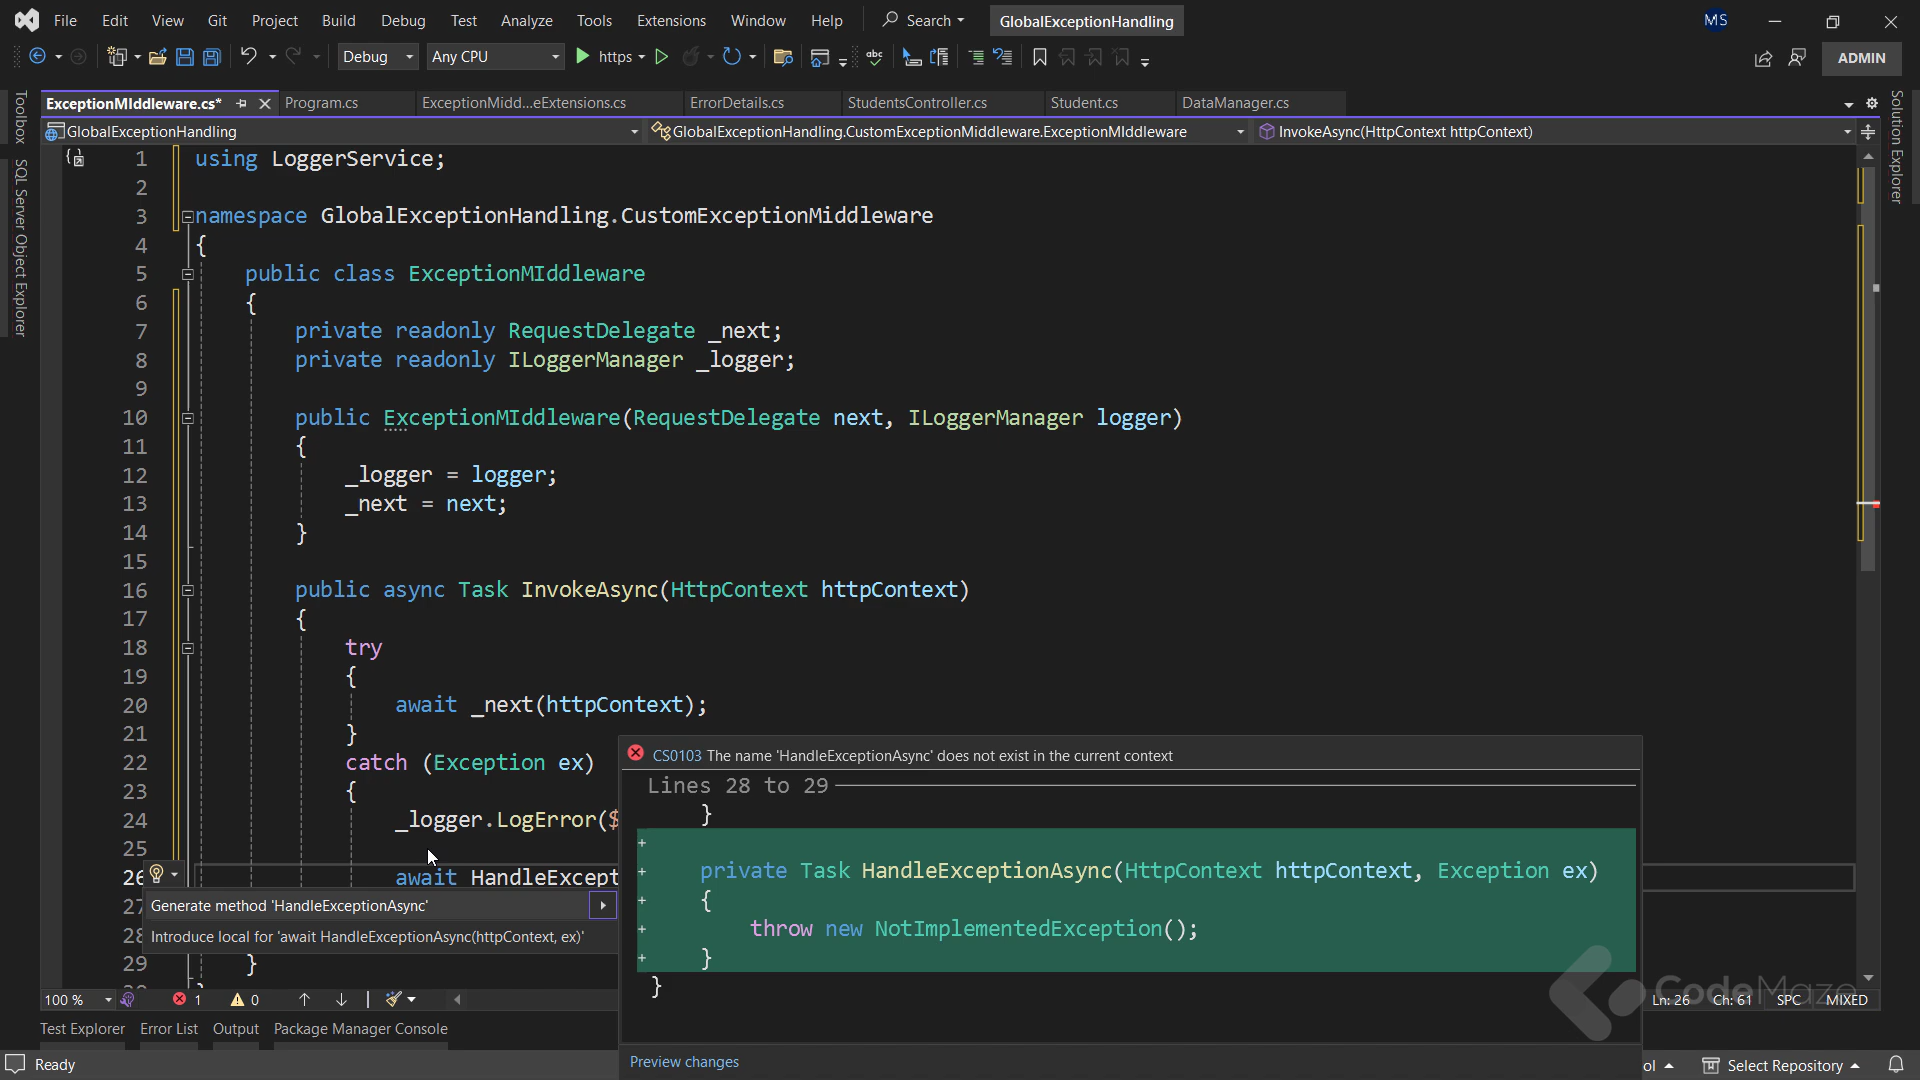 File Edit View Git Project Build Debug Test Analyze Tools Extensions Window Help Search GlobalExceptionHandling MS
Debug Any CPU https ADMIN
ExceptionMIddleware.cs* Program.cs ExceptionMidd...eExtensions.cs ErrorDetails.cs StudentsController.cs Student.cs DataManager.cs
GlobalExceptionHandling GlobalExceptionHandling.CustomExceptionMiddleware.ExceptionMIddleware InvokeAsync(HttpContext httpContext)
Toolbox
SQL Server Object Explorer
Solution Explorer
1 using LoggerService;
2
3 namespace GlobalExceptionHandling.CustomExceptionMiddleware
4 {
5 public class ExceptionMIddleware
6 {
7 private readonly RequestDelegate _next;
8 private readonly ILoggerManager _logger;
9
10 public ExceptionMIddleware(RequestDelegate next, ILoggerManager logger)
11 {
12 _logger = logger;
13 _next = next;
14 }
15
16 public async Task InvokeAsync(HttpContext httpContext)
17 {
18 try
19 {
20 await _next(httpContext);
21 }
22 catch (Exception ex)
23 {
24 _logger.LogError($
25
26 await HandleExcept
27
28
29 }
Generate method 'HandleExceptionAsync'
Introduce local for 'await HandleExceptionAsync(httpContext, ex)'
CS0103 The name 'HandleExceptionAsync' does not exist in the current context
Lines 28 to 29
}
+
+ private Task HandleExceptionAsync(HttpContext httpContext, Exception ex)
+ {
+ throw new NotImplementedException();
+ }
}
Preview changes
CodeMaze
100 % 1 0 Ln: 26 Ch: 61 SPC MIXED
Test Explorer Error List Output Package Manager Console
Ready ol Select Repository